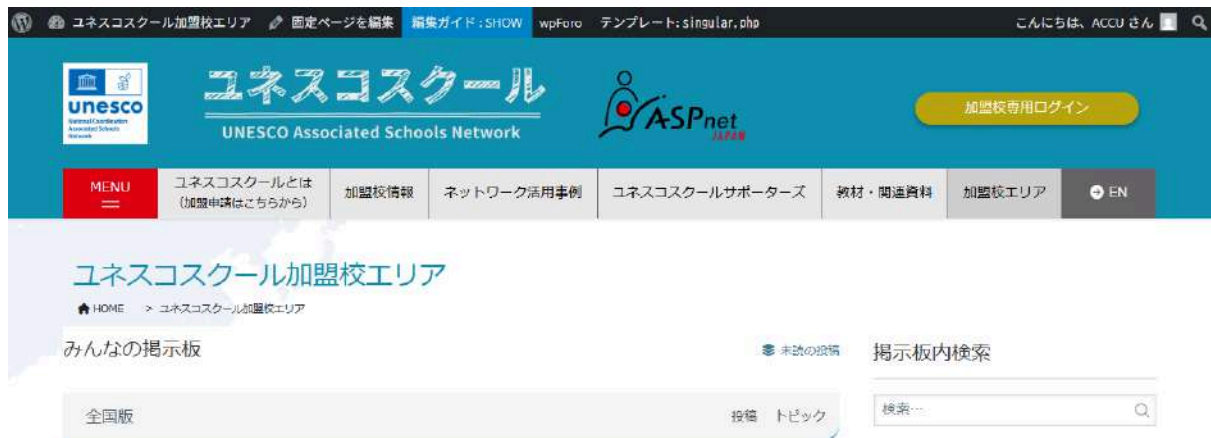 ユネスコスクール加盟校エリア 固定ページを編集 編集ガイド : SHOW wpForo テンプレート: singular.php こんにちは、ACCU さん
unesco
National Coordination
Associated Schools
Network
ユネスコスクール
UNESCO Associated Schools Network
ASPnet
JAPAN
加盟校専用ログイン
MENU
ユネスコスクールとは
(加盟申請はこちらから)
加盟校情報
ネットワーク活用事例
ユネスコスクールサポーターズ
教材・関連資料
加盟校エリア
EN
ユネスコスクール加盟校エリア
HOME > ユネスコスクール加盟校エリア
みんなの掲示板
未読の投稿
掲示板内検索
全国版
投稿 トピック
検索…